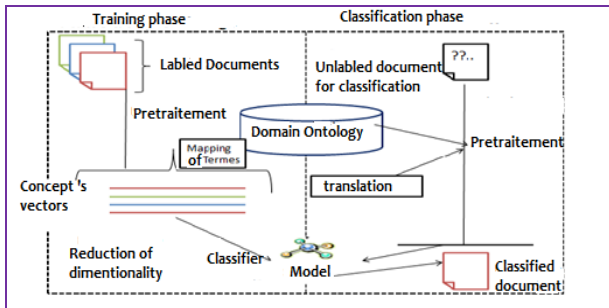 Training phase
Classification phase
Labled Documents
Unlabled document
for classification
??..
Pretraitement
Domain Ontology
Pretraitement
Mapping
of Termes
Concept 's
vectors
translation
Reduction of
dimentionality
Classifier
Model
Classified
document